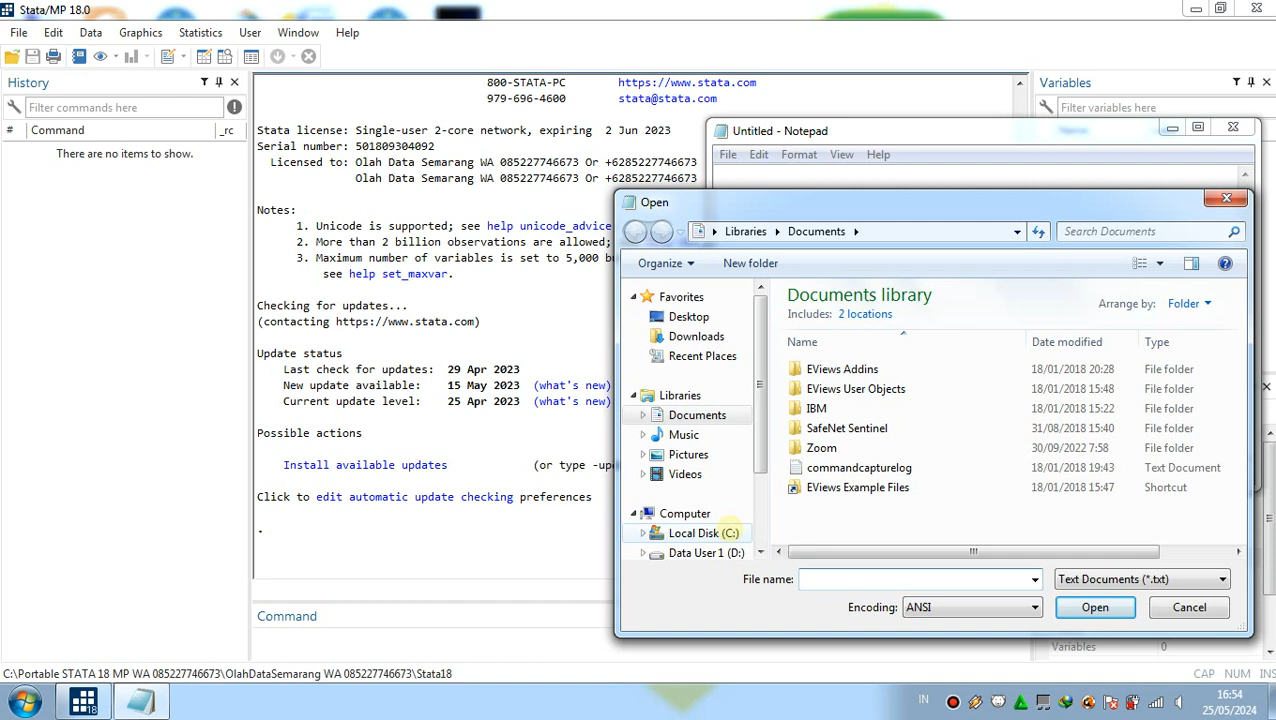 Stata/MP 18.0
File Edit Data Graphics Statistics User Window Help
History
Filter commands here
# Command _rc
There are no items to show.
800-STATA-PC https://www.stata.com
979-696-4600 stata@stata.com
Stata license: Single-user 2-core network, expiring 2 Jun 2023
Serial number: 501809304092
Licensed to: Olah Data Semarang WA 085227746673 Or +6285227746673
Olah Data Semarang WA 085227746673 Or +6285227746673
Notes:
1. Unicode is supported; see help unicode_advice
2. More than 2 billion observations are allowed;
3. Maximum number of variables is set to 5,000 bu
see help set_maxvar.
Checking for updates...
(contacting https://www.stata.com)
Update status
Last check for updates: 29 Apr 2023
New update available: 15 May 2023 (what's new)
Current update level: 25 Apr 2023 (what's new)
Possible actions
Install available updates (or type -up
Click to edit automatic update checking preferences
.
Command
Variables
Filter variables here
Untitled - Notepad
File Edit Format View Help
Open
Libraries Documents
Search Documents
Organize New folder
Favorites
Desktop
Downloads
Recent Places
Libraries
Documents
Music
Pictures
Videos
Computer
Local Disk (C:)
Data User 1 (D:)
Documents library
Includes: 2 locations
Arrange by: Folder
Name Date modified Type
EViews Addins 18/01/2018 20:28 File folder
EViews User Objects 18/01/2018 15:48 File folder
IBM 18/01/2018 15:22 File folder
SafeNet Sentinel 31/08/2018 15:40 File folder
Zoom 30/09/2022 7:58 File folder
commandcapturelog 18/01/2018 19:43 Text Document
EViews Example Files 18/01/2018 15:47 Shortcut
File name: Text Documents (*.txt)
Encoding: ANSI Open Cancel
Variables 0
C:\Portable STATA 18 MP WA 085227746673\OlahDataSemarang WA 085227746673\Stata18
CAP NUM INS
18
IN
16:54
25/05/2024